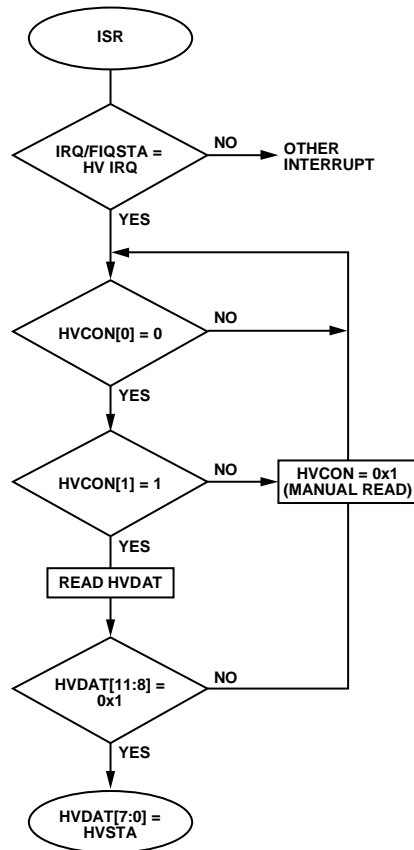 ISR
IRQ/FIQSTA =
HV IRQ
NO
OTHER
INTERRUPT
YES
HVCON[0] = 0
NO
YES
HVCON[1] = 1
NO
HVCON = 0x1
(MANUAL READ)
YES
READ HVDAT
HVDAT[11:8] =
0x1
NO
YES
HVDAT[7:0] =
HVSTA